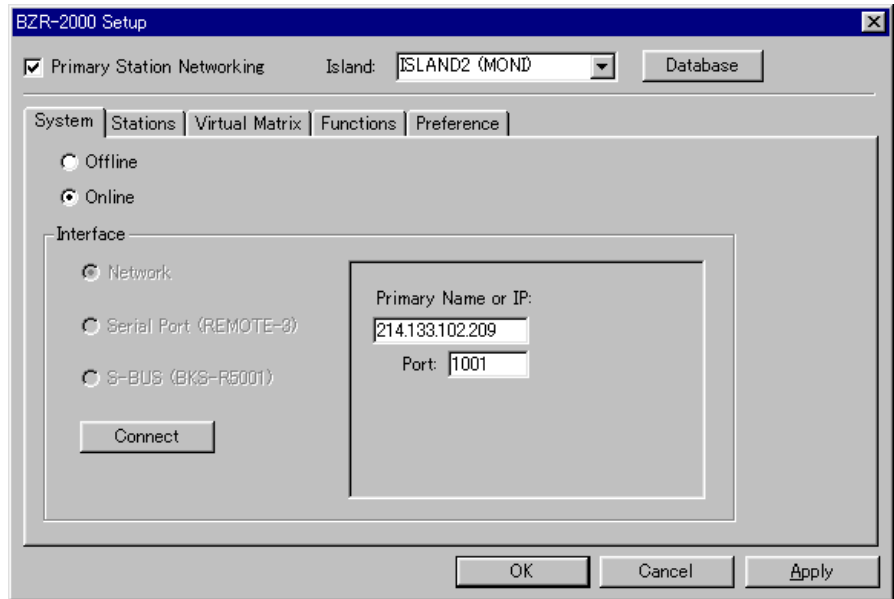 BZR-2000 Setup
Primary Station Networking Island: ISLAND2 (MONI) Database
System Stations Virtual Matrix Functions Preference
Offline
Online
Interface
Network
Primary Name or IP:
214.133.102.209
Serial Port (REMOTE-3)
Port: 1001
S-BUS (BKS-R5001)
Connect
OK Cancel Apply